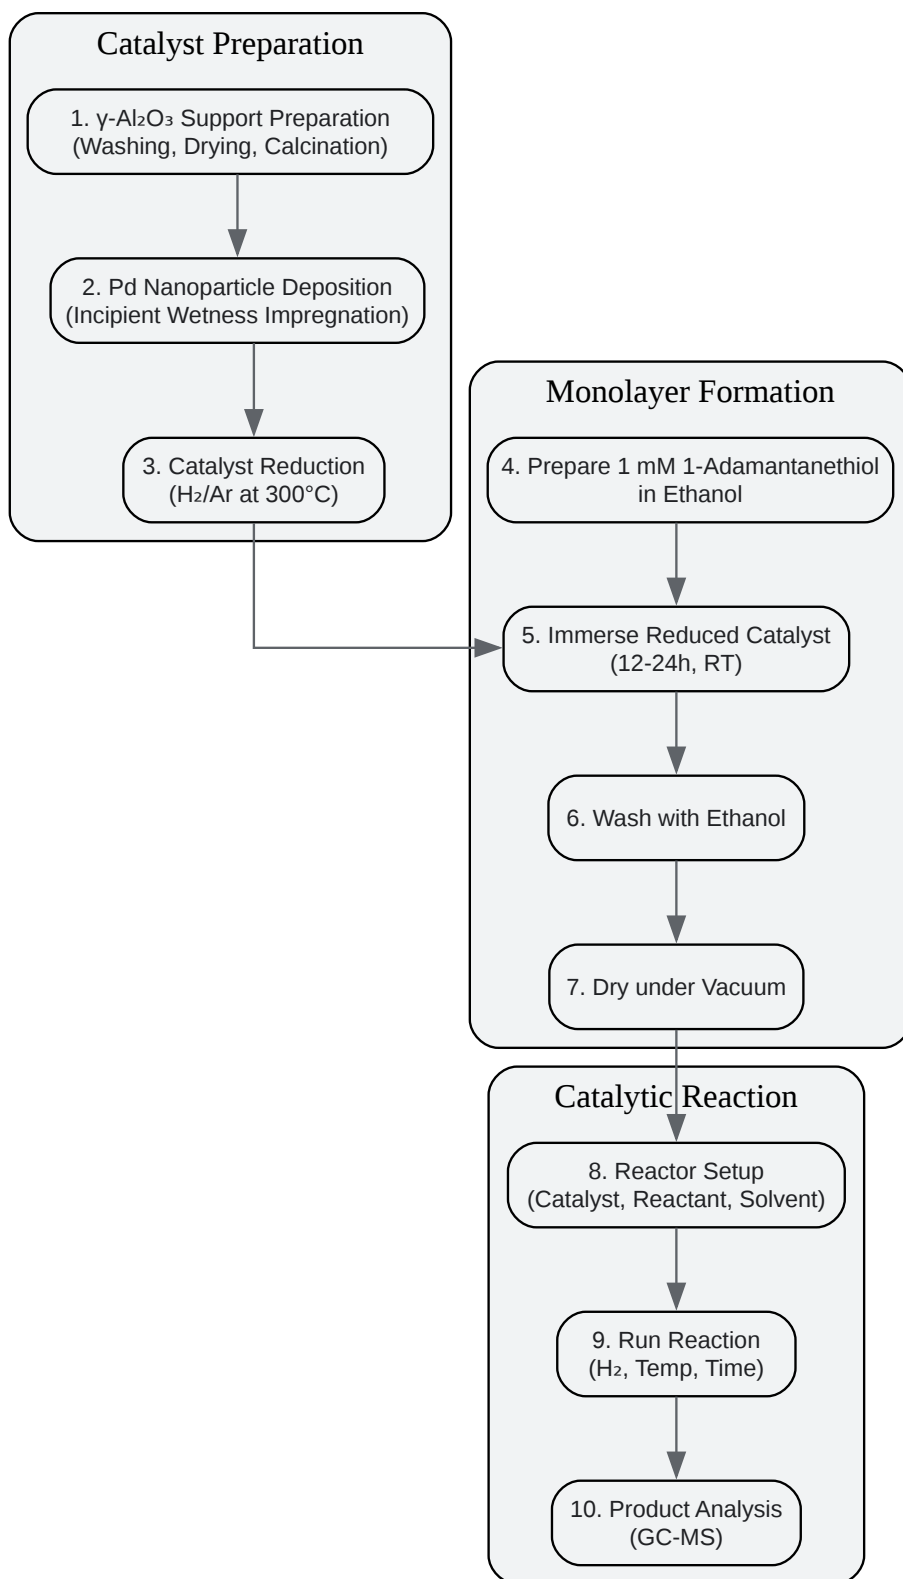 Catalyst Preparation
1. γ-Al₂O₃ Support Preparation
(Washing, Drying, Calcination)
2. Pd Nanoparticle Deposition
(Incipient Wetness Impregnation)
3. Catalyst Reduction
(H₂/Ar at 300°C)
Monolayer Formation
4. Prepare 1 mM 1-Adamantanethiol
in Ethanol
5. Immerse Reduced Catalyst
(12-24h, RT)
6. Wash with Ethanol
7. Dry under Vacuum
Catalytic Reaction
8. Reactor Setup
(Catalyst, Reactant, Solvent)
9. Run Reaction
(H₂, Temp, Time)
10. Product Analysis
(GC-MS)